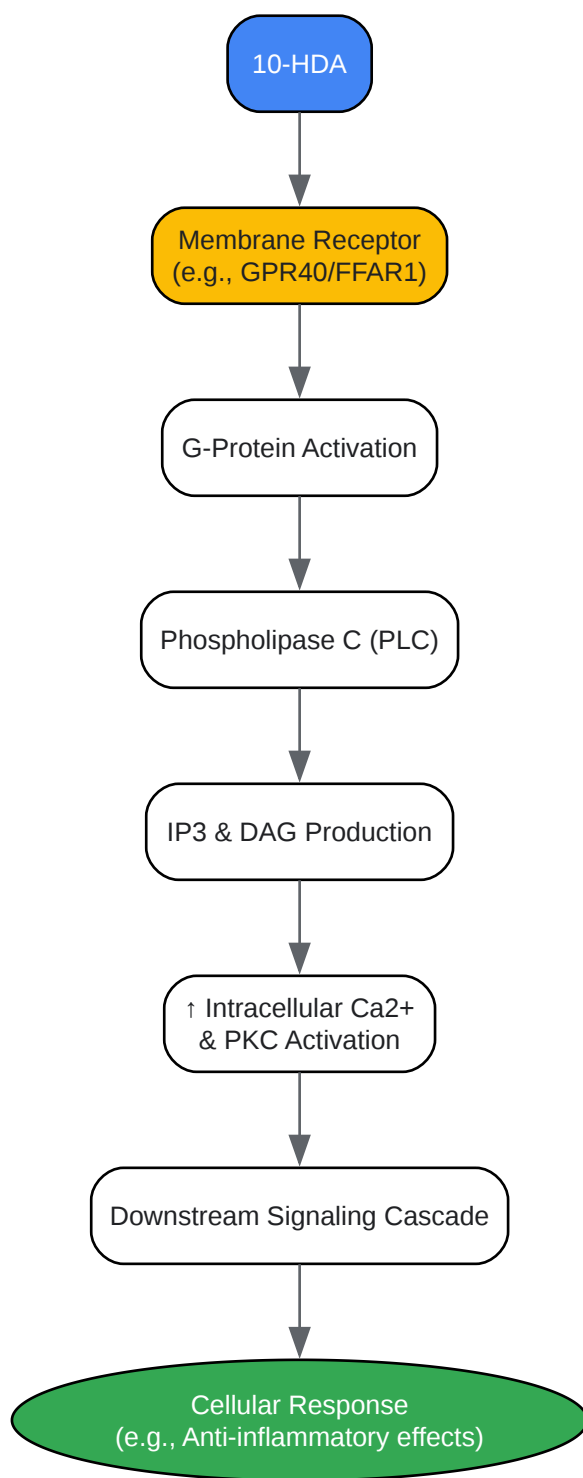 10-HDA
Membrane Receptor
(e.g., GPR40/FFAR1)
G-Protein Activation
Phospholipase C (PLC)
IP3 & DAG Production
↑ Intracellular Ca2+
& PKC Activation
Downstream Signaling Cascade
Cellular Response
(e.g., Anti-inflammatory effects)